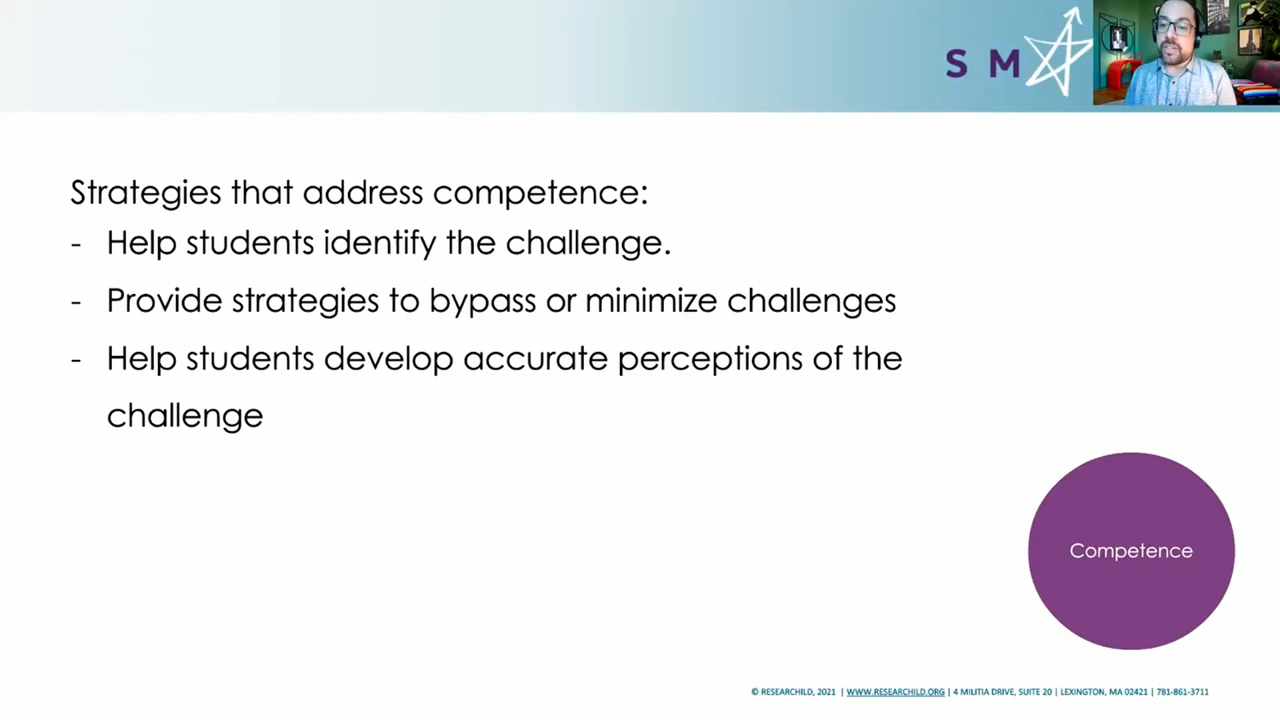 S M
Strategies that address competence:
- Help students identify the challenge.
- Provide strategies to bypass or minimize challenges
- Help students develop accurate perceptions of the
challenge
Competence
© RESEARCHILD, 2021 | WWW.RESEARCHILD.ORG | 4 MILITIA DRIVE, SUITE 20 | LEXINGTON, MA 02421 | 781-861-3711